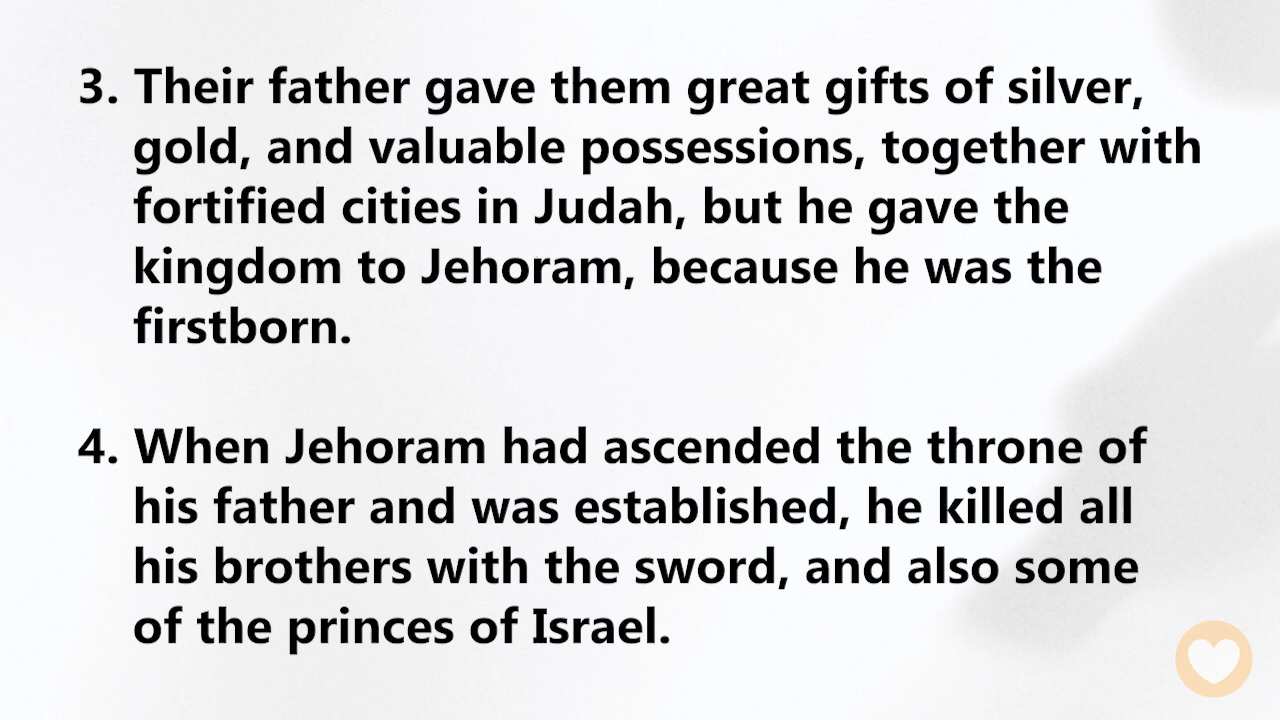 3. Their father gave them great gifts of silver,
gold, and valuable possessions, together with
fortified cities in Judah, but he gave the
kingdom to Jehoram, because he was the
firstborn.
4. When Jehoram had ascended the throne of
his father and was established, he killed all
his brothers with the sword, and also some
of the princes of Israel.